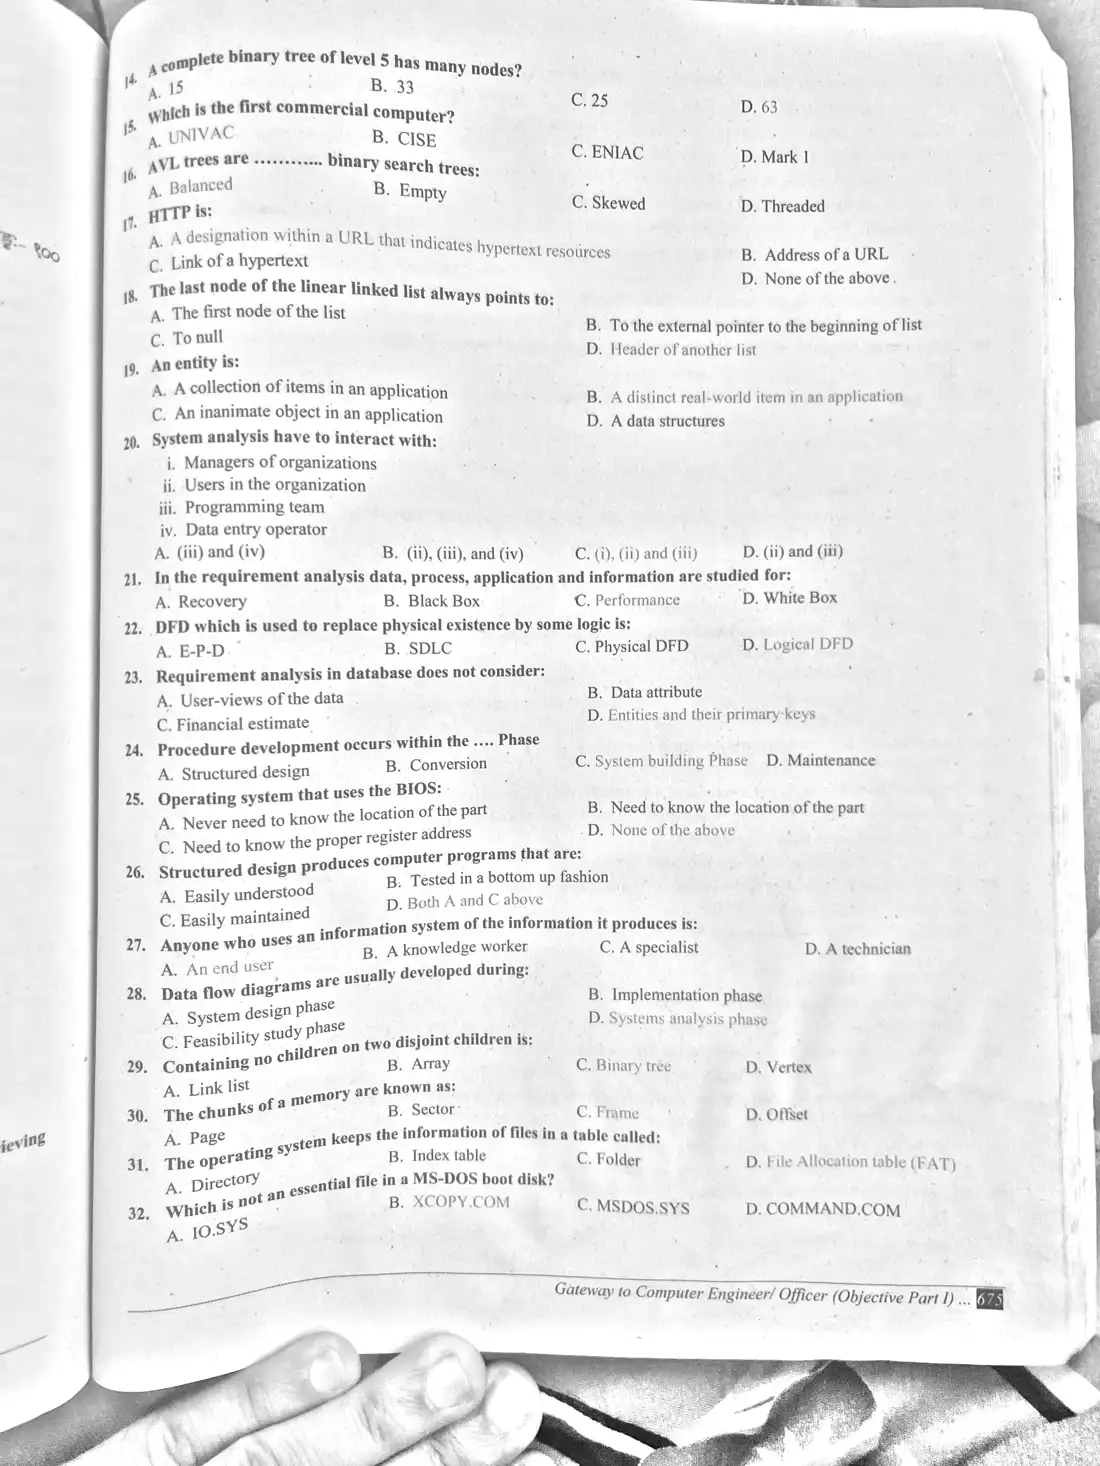 14. A complete binary tree of level 5 has many nodes?
A. 15 B. 33 C. 25 D. 63
15. Which is the first commercial computer?
A. UNIVAC B. CISE C. ENIAC D. Mark 1
16. AVL trees are ............ binary search trees:
A. Balanced B. Empty C. Skewed D. Threaded
17. HTTP is:
A. A designation within a URL that indicates hypertext resources B. Address of a URL
C. Link of a hypertext D. None of the above.
18. The last node of the linear linked list always points to:
A. The first node of the list B. To the external pointer to the beginning of list
C. To null D. Header of another list
19. An entity is:
A. A collection of items in an application B. A distinct real-world item in an application
C. An inanimate object in an application D. A data structures
20. System analysis have to interact with:
i. Managers of organizations
ii. Users in the organization
iii. Programming team
iv. Data entry operator
A. (iii) and (iv) B. (ii), (iii), and (iv) C. (i), (ii) and (iii) D. (ii) and (iii)
21. In the requirement analysis data, process, application and information are studied for:
A. Recovery B. Black Box C. Performance D. White Box
22. DFD which is used to replace physical existence by some logic is:
A. E-P-D B. SDLC C. Physical DFD D. Logical DFD
23. Requirement analysis in database does not consider:
A. User-views of the data B. Data attribute
C. Financial estimate D. Entities and their primary keys
24. Procedure development occurs within the .... Phase
A. Structured design B. Conversion C. System building Phase D. Maintenance
25. Operating system that uses the BIOS:
A. Never need to know the location of the part B. Need to know the location of the part
C. Need to know the proper register address D. None of the above
26. Structured design produces computer programs that are:
A. Easily understood B. Tested in a bottom up fashion
C. Easily maintained D. Both A and C above
27. Anyone who uses an information system of the information it produces is:
A. An end user B. A knowledge worker C. A specialist D. A technician
28. Data flow diagrams are usually developed during:
A. System design phase B. Implementation phase
C. Feasibility study phase D. Systems analysis phase
29. Containing no children on two disjoint children is:
A. Link list B. Array C. Binary tree D. Vertex
30. The chunks of a memory are known as:
A. Page B. Sector C. Frame D. Offset
31. The operating system keeps the information of files in a table called:
A. Directory B. Index table C. Folder D. File Allocation table (FAT)
32. Which is not an essential file in a MS-DOS boot disk?
A. IO.SYS B. XCOPY.COM C. MSDOS.SYS D. COMMAND.COM
Gateway to Computer Engineer/ Officer (Objective Part I) ... 675
१००
ieving